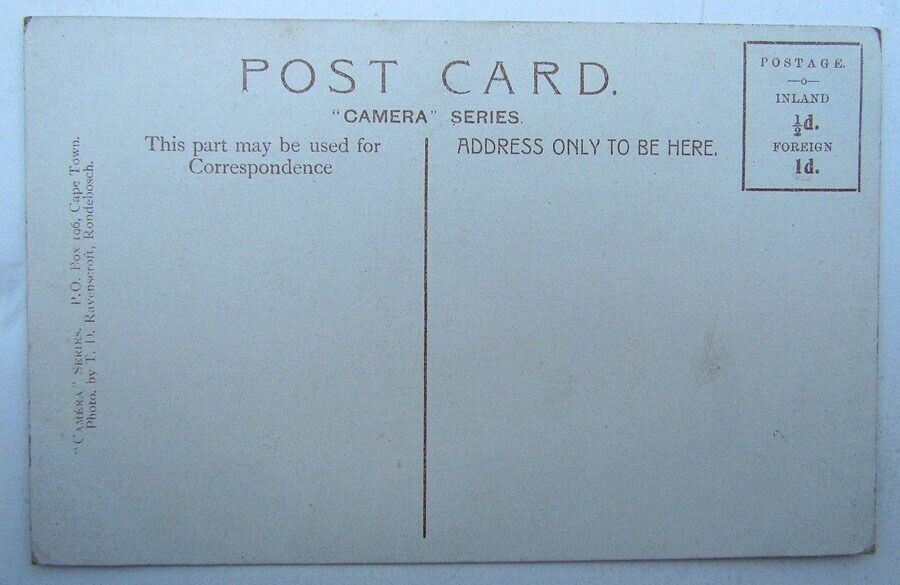 POST CARD.
"CAMERA" SERIES.
This part may be used for
Correspondence
ADDRESS ONLY TO BE HERE.
POSTAGE.
—o—
INLAND
½d.
FOREIGN
1d.
"CAMERA" SERIES. P.O. Box 196, Cape Town.
Photo. by T. D. Ravenscroft, Rondebosch.